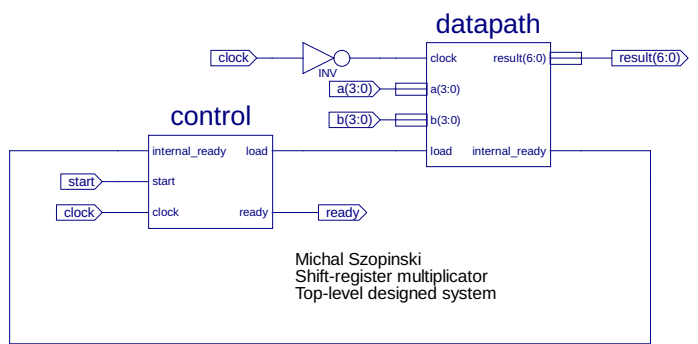 datapath
clock
INV
clock
result(6:0)
result(6:0)
a(3:0)
a(3:0)
b(3:0)
b(3:0)
load
internal_ready
control
internal_ready
load
start
start
clock
clock
ready
ready
Michal Szopinski
Shift-register multiplicator
Top-level designed system